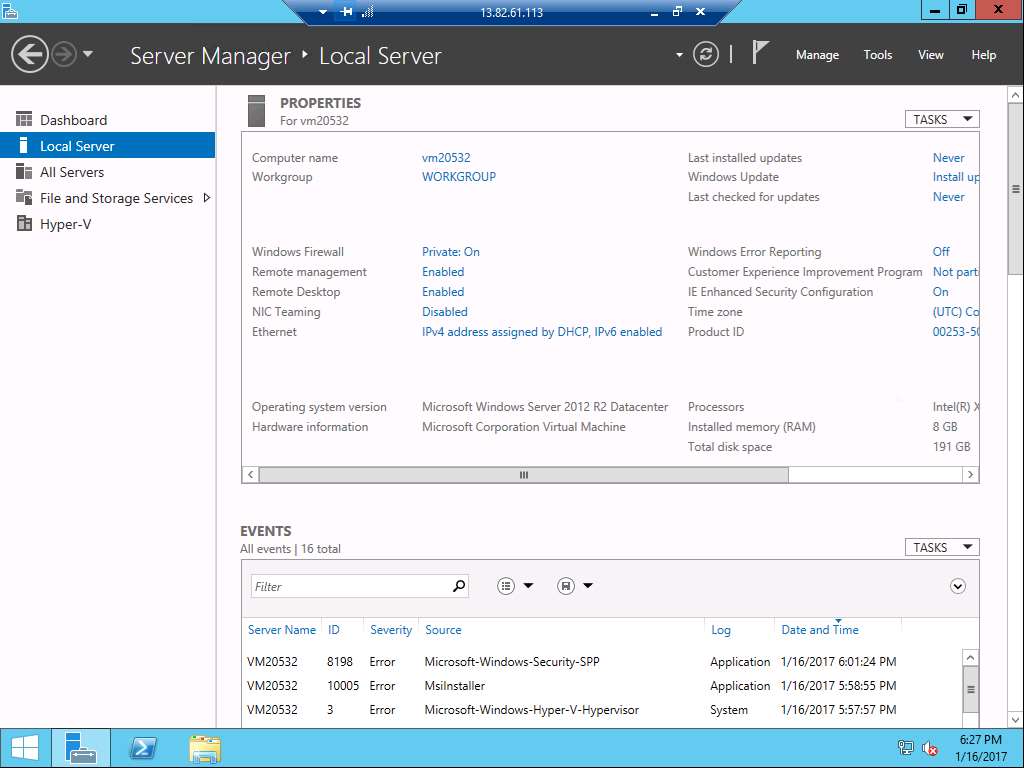 13.82.61.113
Server Manager ‣ Local Server
Manage Tools View Help
Dashboard
Local Server
All Servers
File and Storage Services
Hyper-V
PROPERTIES
For vm20532
TASKS
Computer name vm20532 Last installed updates Never
Workgroup WORKGROUP Windows Update Install up
Last checked for updates Never
Windows Firewall Private: On Windows Error Reporting Off
Remote management Enabled Customer Experience Improvement Program Not parti
Remote Desktop Enabled IE Enhanced Security Configuration On
NIC Teaming Disabled Time zone (UTC) Co
Ethernet IPv4 address assigned by DHCP, IPv6 enabled Product ID 00253-50
Operating system version Microsoft Windows Server 2012 R2 Datacenter Processors Intel(R) X
Hardware information Microsoft Corporation Virtual Machine Installed memory (RAM) 8 GB
Total disk space 191 GB
EVENTS
All events | 16 total
TASKS
Filter
Server Name ID Severity Source Log Date and Time
VM20532 8198 Error Microsoft-Windows-Security-SPP Application 1/16/2017 6:01:24 PM
VM20532 10005 Error MsiInstaller Application 1/16/2017 5:58:55 PM
VM20532 3 Error Microsoft-Windows-Hyper-V-Hypervisor System 1/16/2017 5:57:57 PM
6:27 PM
1/16/2017